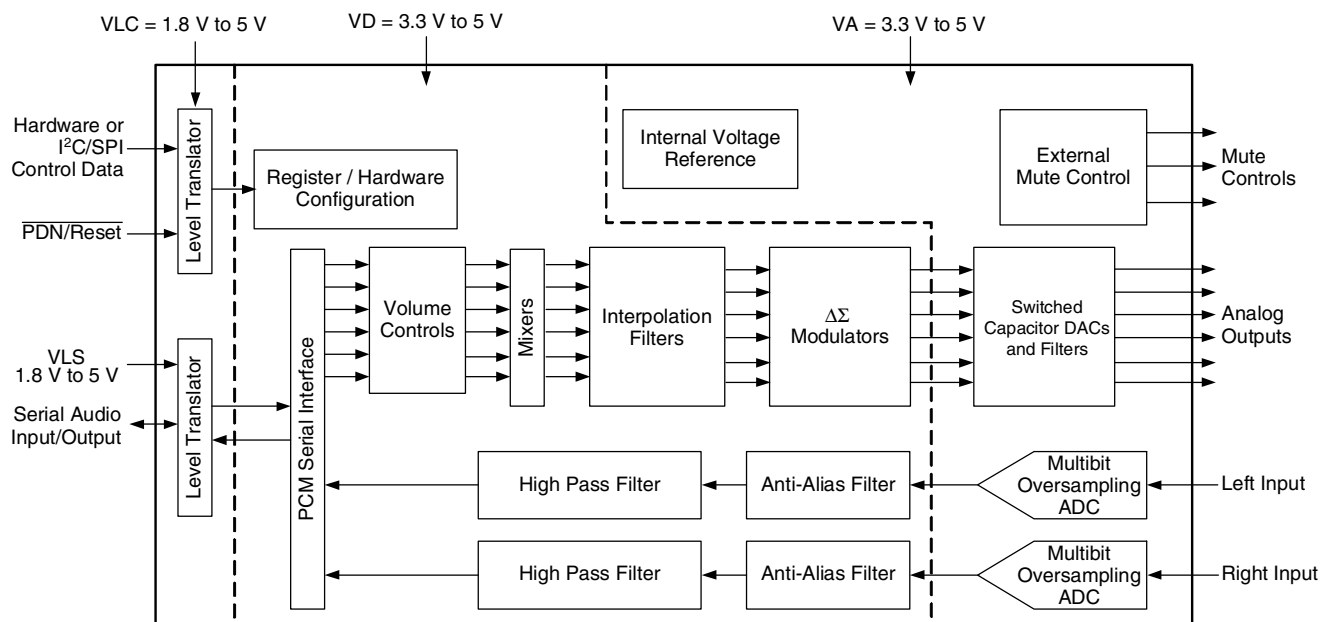 VLC = 1.8 V to 5 V
VD = 3.3 V to 5 V
VA = 3.3 V to 5 V
Hardware or
I²C/SPI
Control Data
PDN/Reset
Level Translator
Register / Hardware
Configuration
Internal Voltage
Reference
External
Mute Control
Mute
Controls
VLS
1.8 V to 5 V
Serial Audio
Input/Output
Level Translator
PCM Serial Interface
Volume
Controls
Mixers
Interpolation
Filters
ΔΣ
Modulators
Switched
Capacitor DACs
and Filters
Analog
Outputs
High Pass Filter
Anti-Alias Filter
Multibit
Oversampling
ADC
Left Input
High Pass Filter
Anti-Alias Filter
Multibit
Oversampling
ADC
Right Input